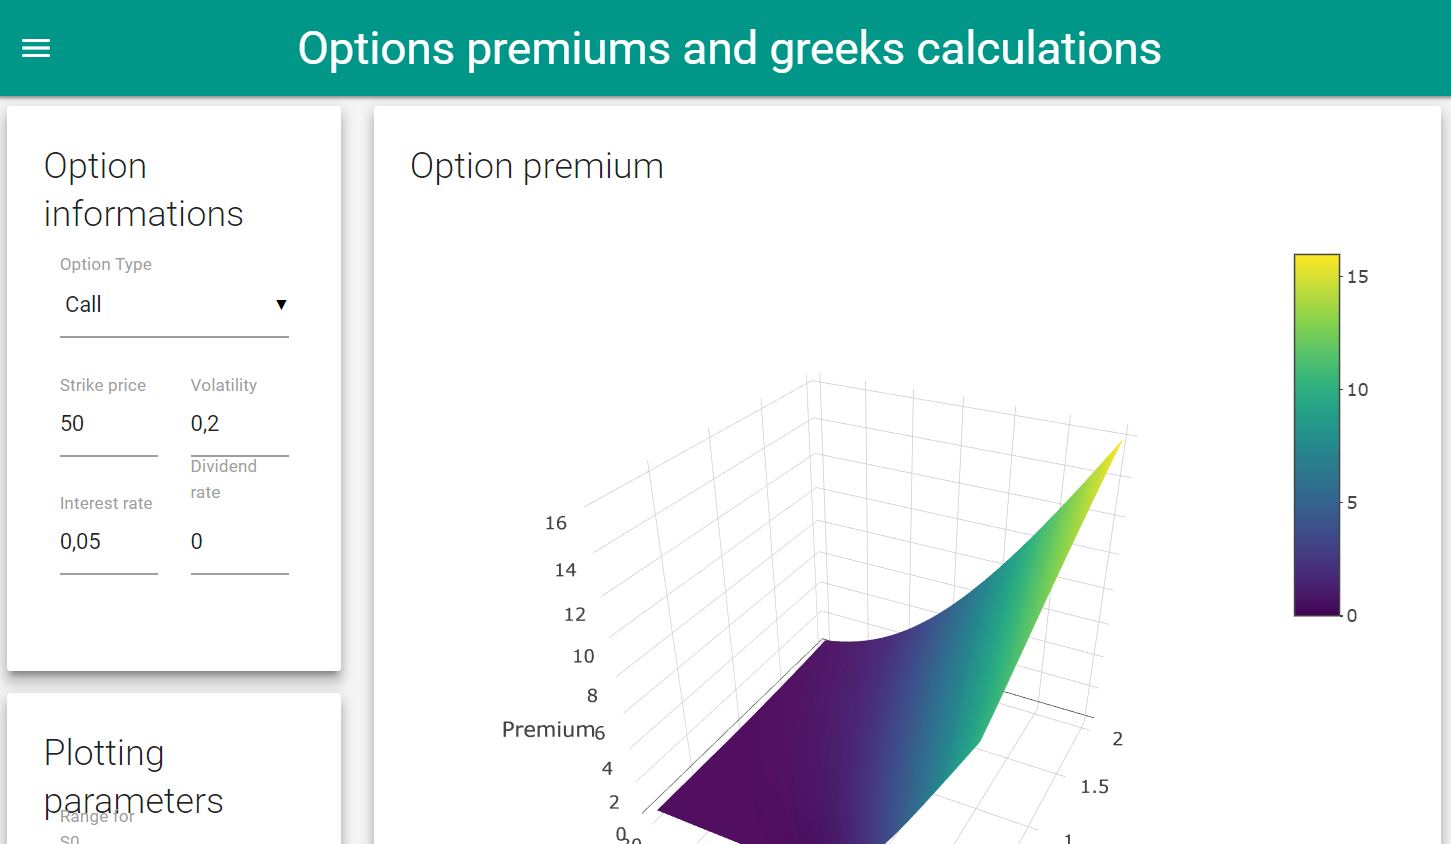 Options premiums and greeks calculations
Option
informations
Option Type
Call
Strike price
Volatility
50
0,2
Interest rate
Dividend
rate
0,05
0
Plotting
parameters
Range for
S0
Option premium
15
10
5
0
16
14
12
10
8
Premium
6
4
2
0
2
1.5
1